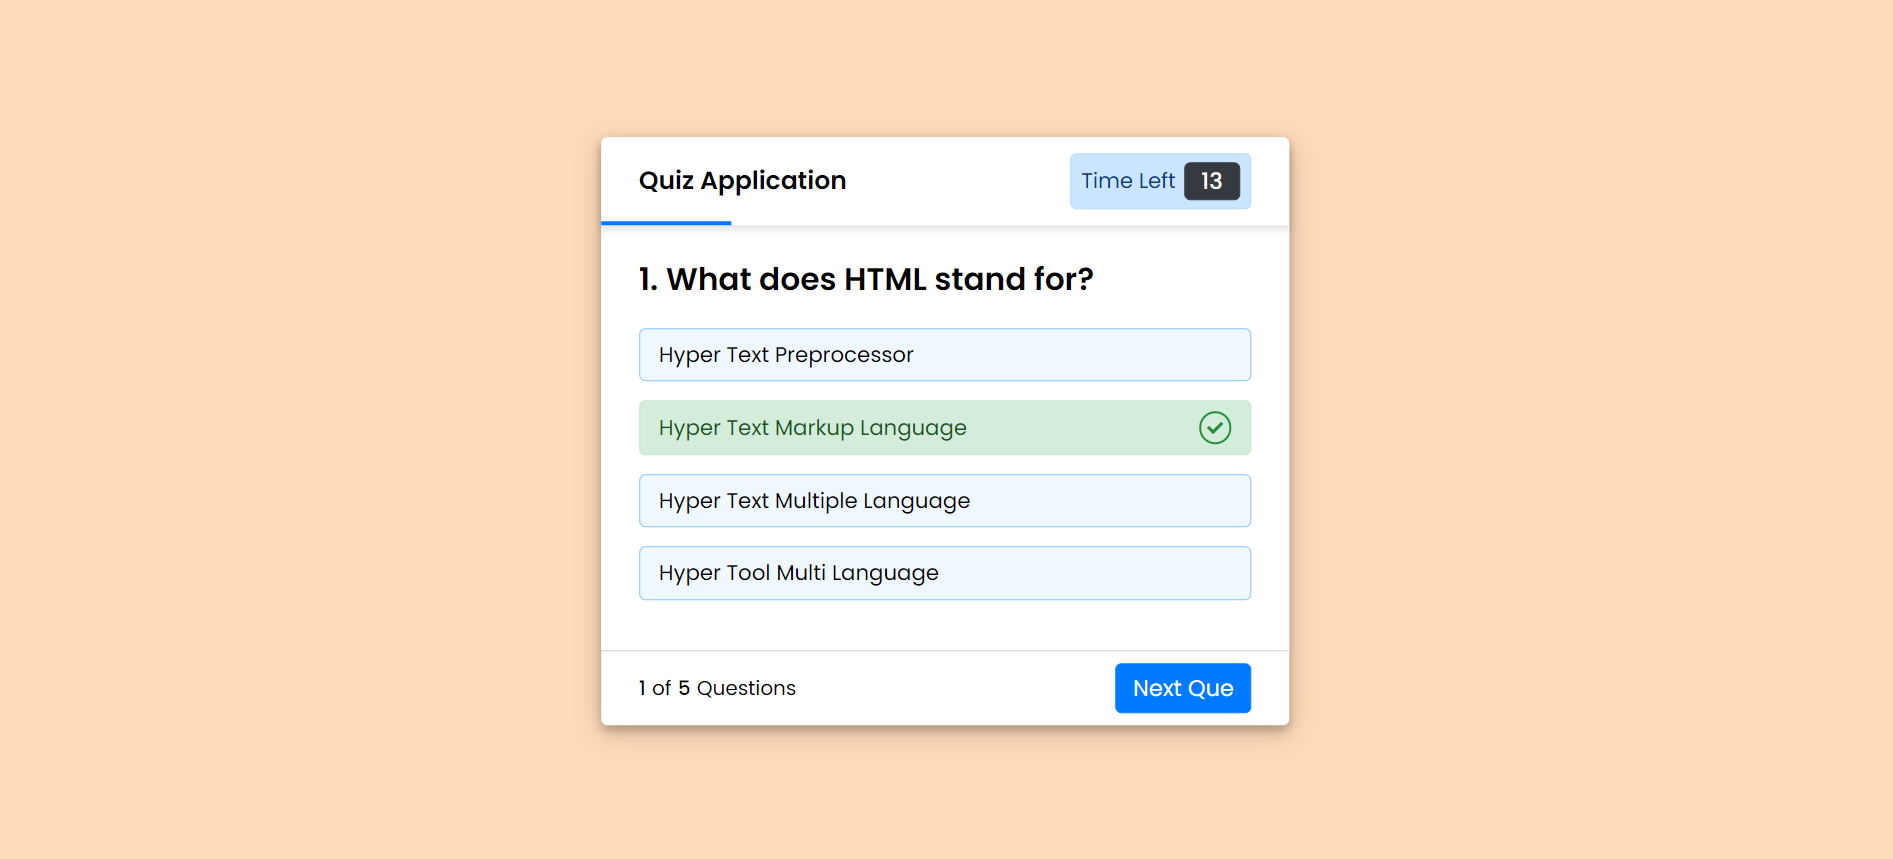 Quiz Application
Time Left 13
1. What does HTML stand for?
Hyper Text Preprocessor
Hyper Text Markup Language
Hyper Text Multiple Language
Hyper Tool Multi Language
1 of 5 Questions
Next Que